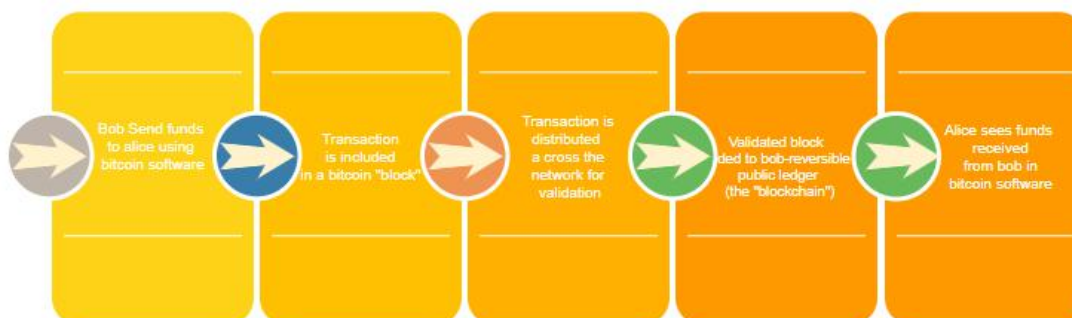 Bob Send funds
to alice using
bitcoin software
Transaction
is included
in a bitcoin "block"
Transaction is
distributed
a cross the
network for
validation
Validated block
ded to bob-reversible
public ledger
(the "blockchain")
Alice sees funds
received
from bob in
bitcoin software